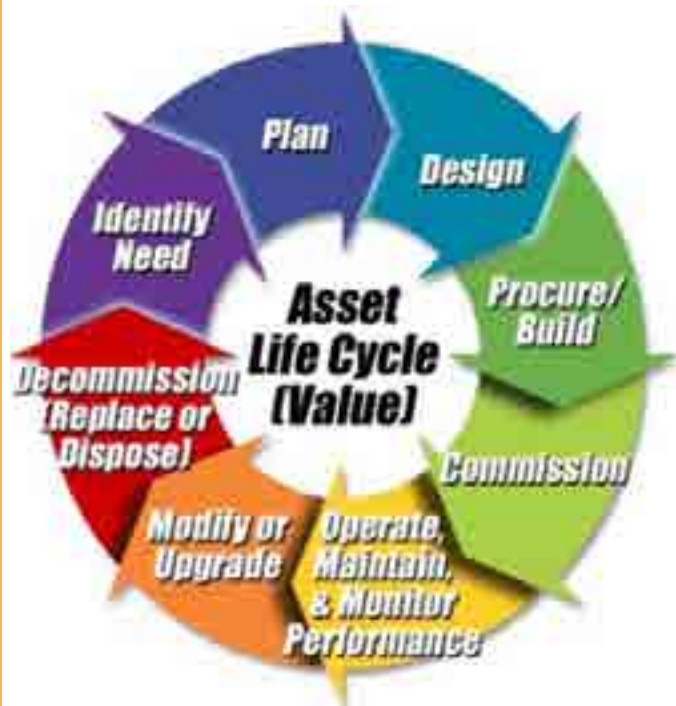 Asset
Life Cycle
(Value)
Identify
Need
Plan
Design
Procure/
Build
Commission
Operate,
Maintain,
& Monitor
Performance
Modify or
Upgrade
Decommission
(Replace or
Dispose)